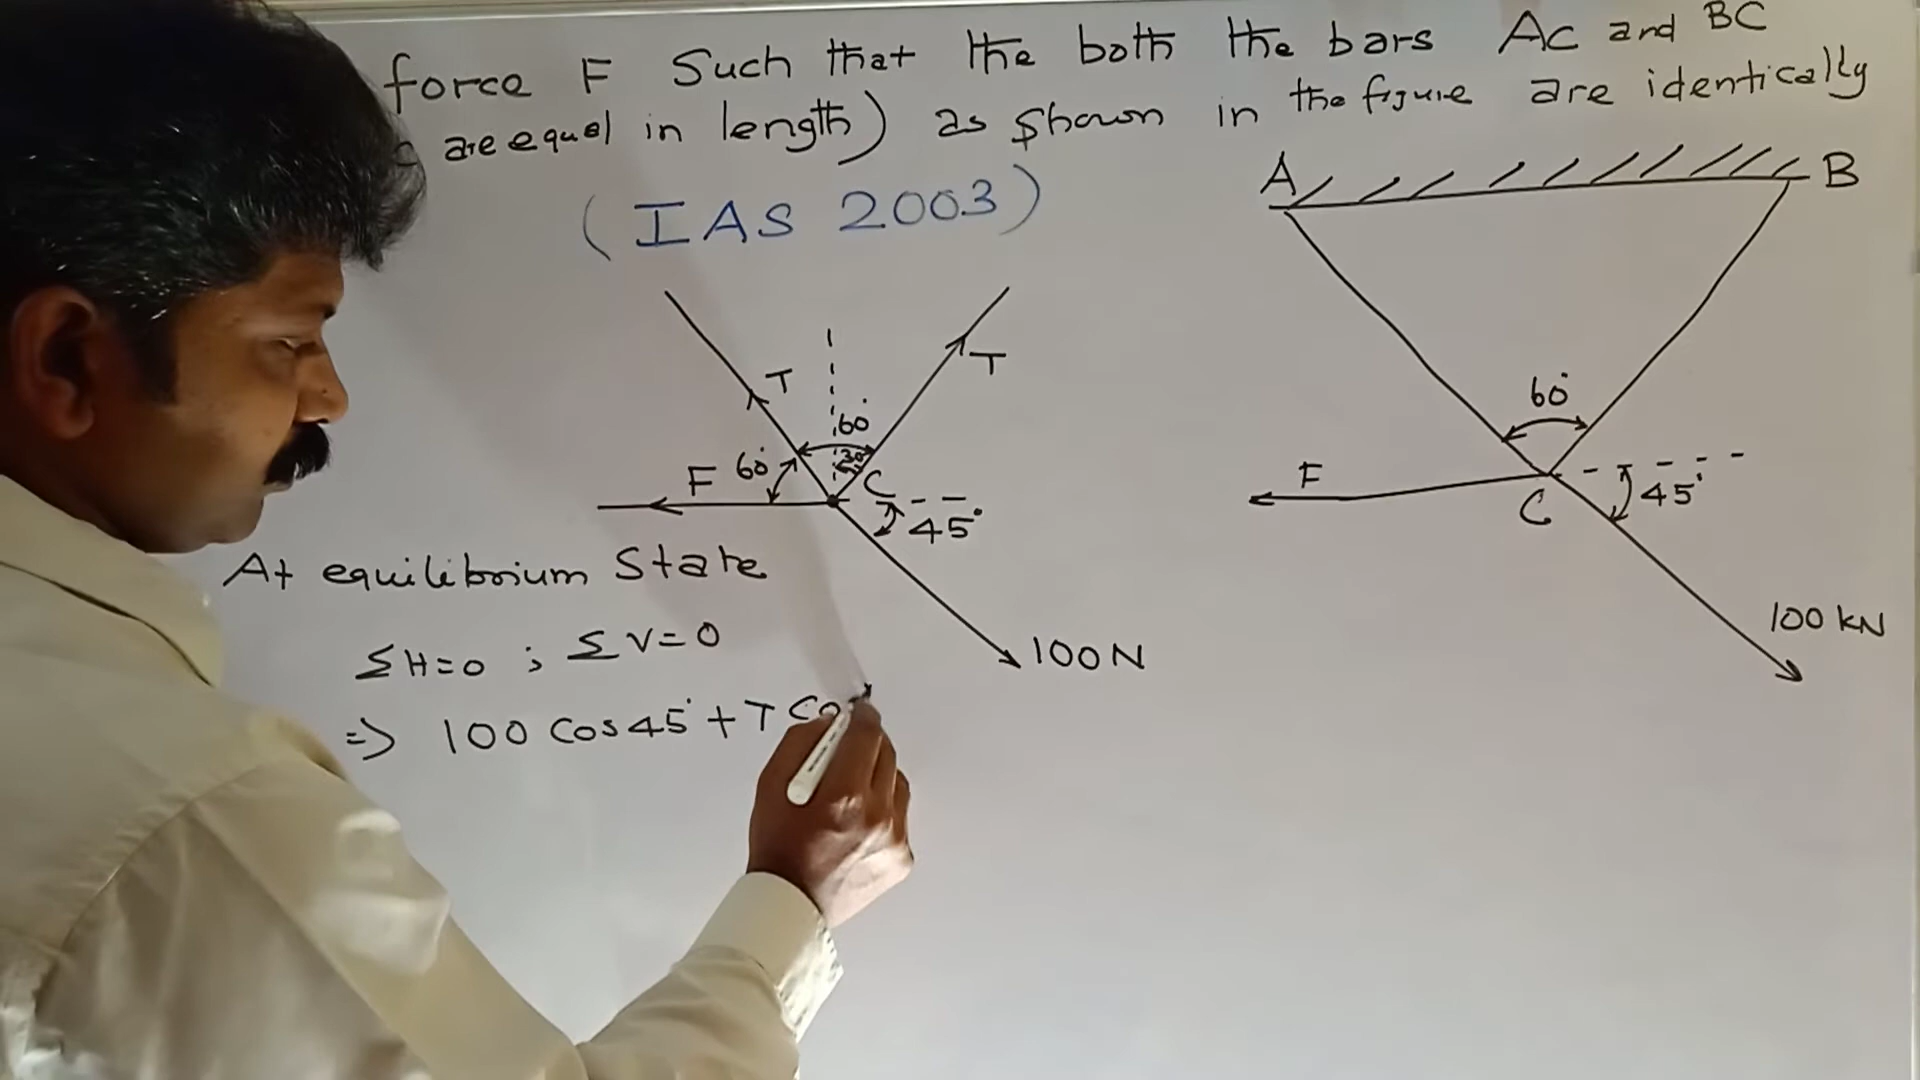 force F Such that the both the bars AC and BC
are equal in length) as shown in the figure are identically
(IAS 2003)
A
B
T
T
60°
30
F
60°
C
45°
100 N
60°
F
C
45°
100 kN
At equilibrium State
ΣH=0 ; ΣV=0
=> 100 Cos45° + T Cos